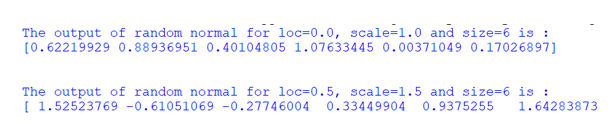 The output of random normal for loc=0.0, scale=1.0 and size=6 is :
[0.62219929 0.88936951 0.40104805 1.07633445 0.00371049 0.17026897]
The output of random normal for loc=0.5, scale=1.5 and size=6 is :
[ 1.52523769 -0.61051069 -0.27746004  0.33449904  0.9375255   1.64283873